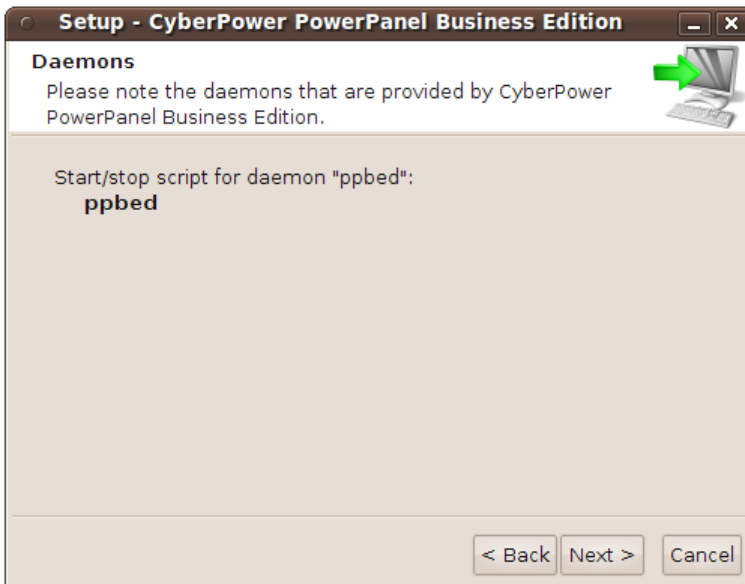 Setup - CyberPower PowerPanel Business Edition
Daemons
Please note the daemons that are provided by CyberPower
PowerPanel Business Edition.
Start/stop script for daemon "ppbed":
ppbed
< Back Next > Cancel